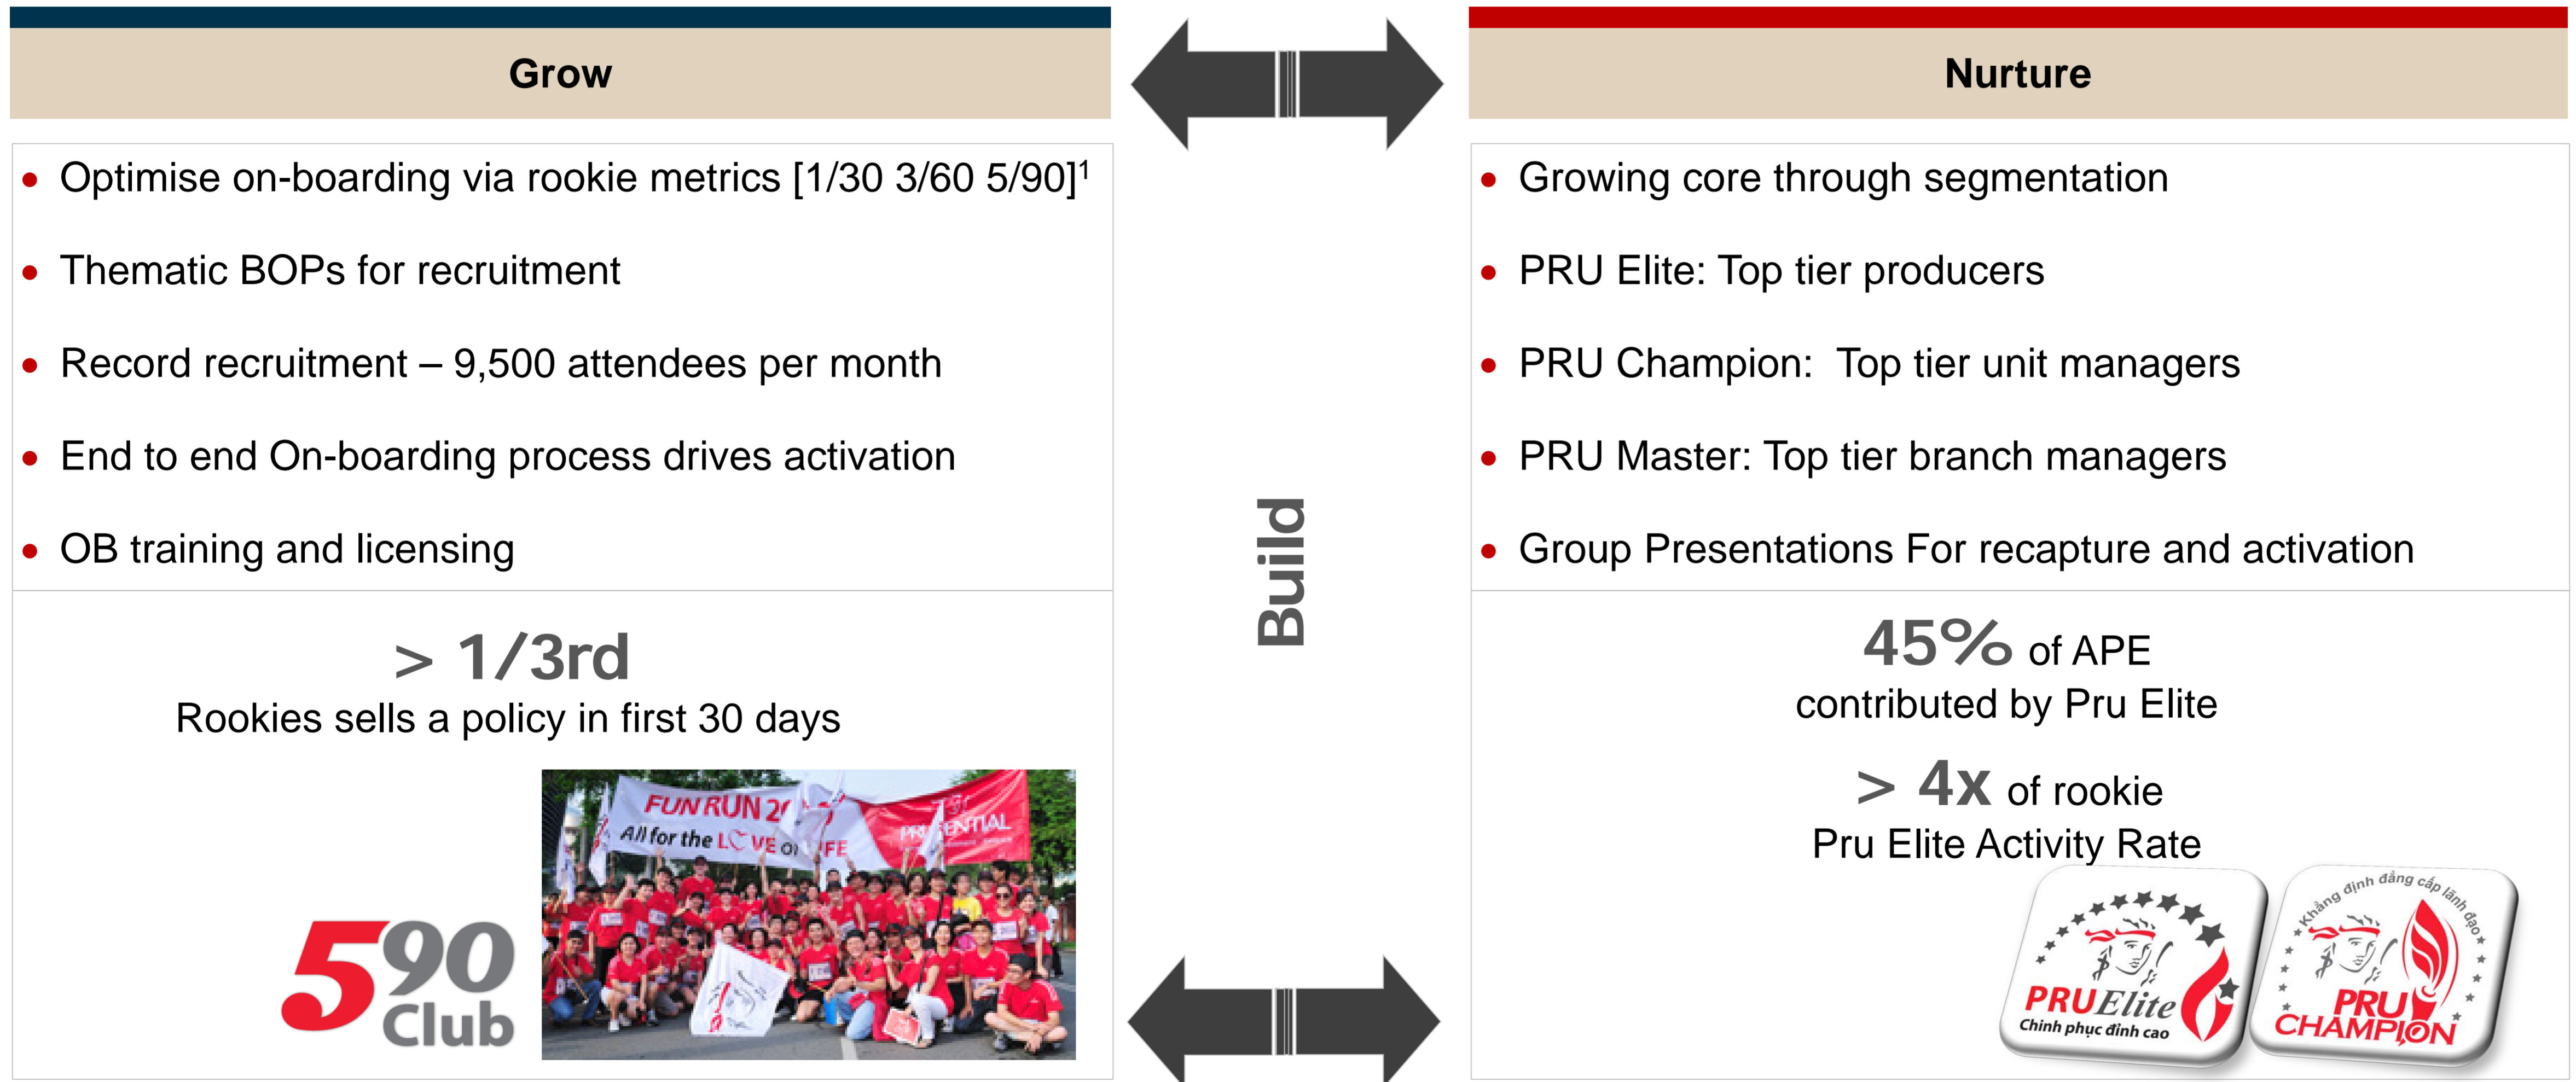 Grow
• Optimise on-boarding via rookie metrics [1/30 3/60 5/90]1
• Thematic BOPs for recruitment
• Record recruitment – 9,500 attendees per month
• End to end On-boarding process drives activation
• OB training and licensing
> 1/3rd
Rookies sells a policy in first 30 days
590
Club
FUN RUN
All for the
PRUDENTIAL
Build
Nurture
• Growing core through segmentation
• PRU Elite: Top tier producers
• PRU Champion: Top tier unit managers
• PRU Master: Top tier branch managers
• Group Presentations For recapture and activation
45% of APE
contributed by Pru Elite
> 4x of rookie
Pru Elite Activity Rate
PRUElite
Chinh phục đỉnh cao
Khẳng định đẳng cấp lãnh đạo
PRU
CHAMPION